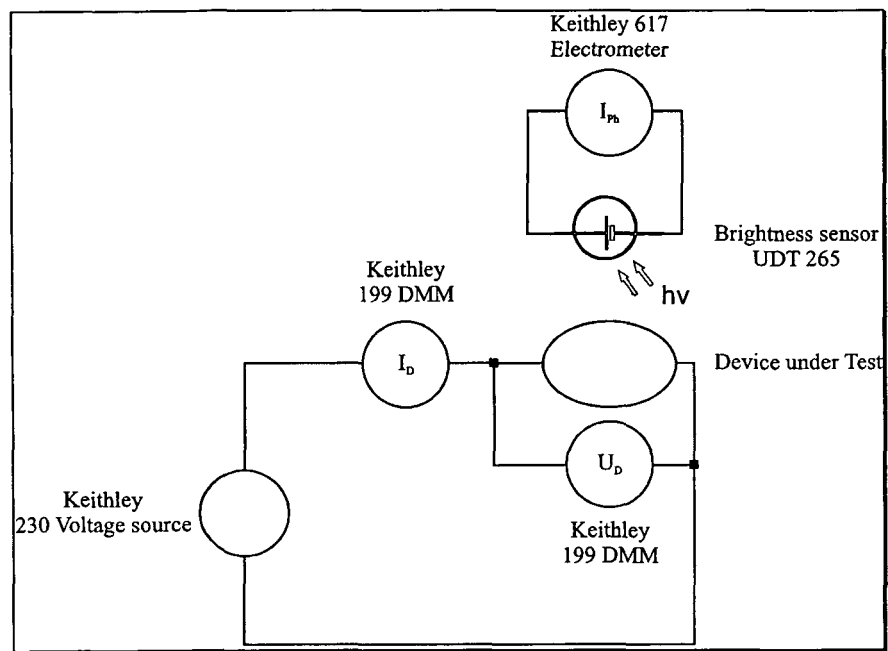 Keithley 617
Electrometer
I_Ph
Brightness sensor
UDT 265
hν
Keithley
199 DMM
I_D
Device under Test
U_D
Keithley
230 Voltage source
Keithley
199 DMM